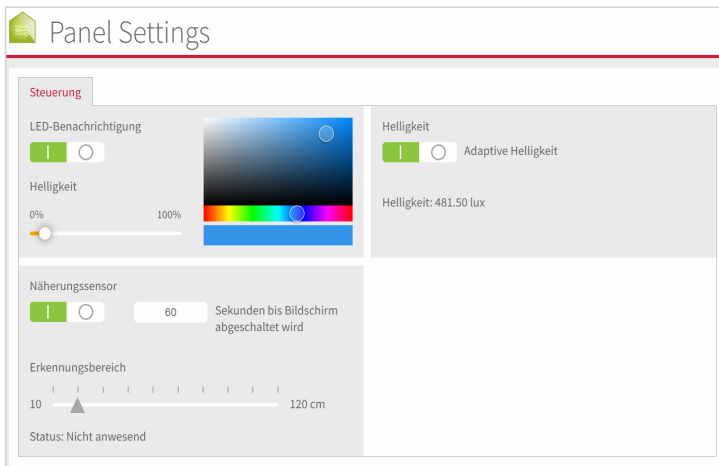 Panel Settings
Steuerung
LED-Benachrichtigung
Helligkeit
0% 100%
Helligkeit
Adaptive Helligkeit
Helligkeit: 481.50 lux
Näherungssensor
60 Sekunden bis Bildschirm
abgeschaltet wird
Erkennungsbereich
10 120 cm
Status: Nicht anwesend